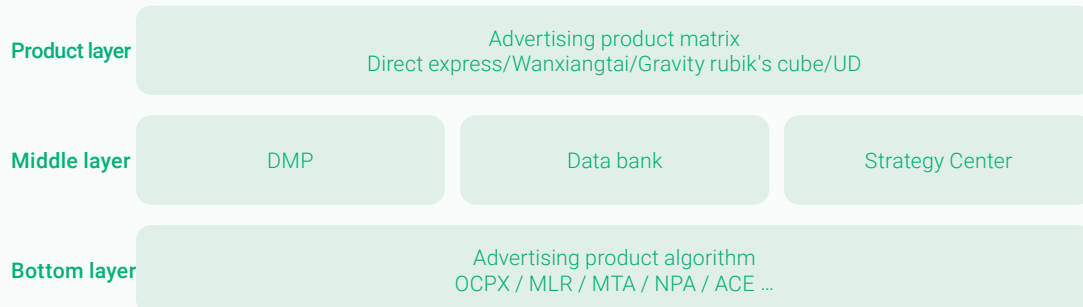 Product layer
Advertising product matrix
Direct express/Wanxiangtai/Gravity rubik's cube/UD
Middle layer
DMP
Data bank
Strategy Center
Bottom layer
Advertising product algorithm
OCPX / MLR / MTA / NPA / ACE ...